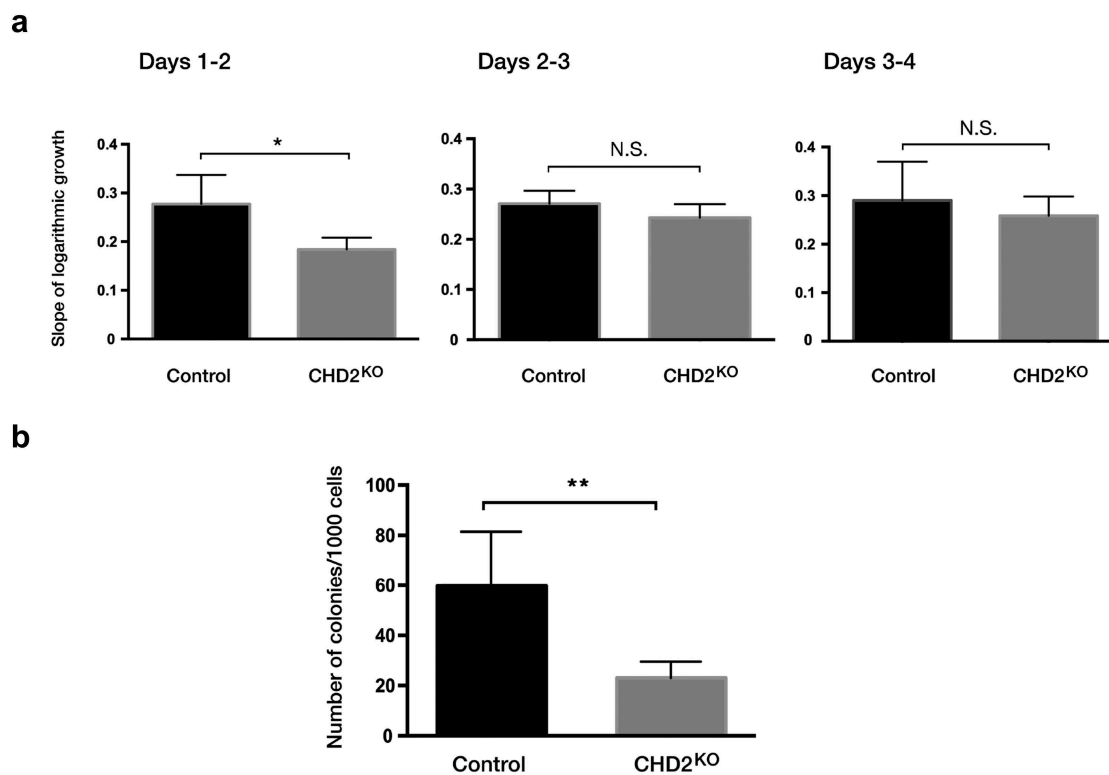 a
Days 1-2
Days 2-3
Days 3-4
Slope of logarithmic growth
0.4
0.3
0.2
0.1
0
*
Control
CHD2KO
0.4
0.3
0.2
0.1
0
N.S.
Control
CHD2KO
0.4
0.3
0.2
0.1
0
N.S.
Control
CHD2KO
b
Number of colonies/1000 cells
100
80
60
40
20
0
**
Control
CHD2KO